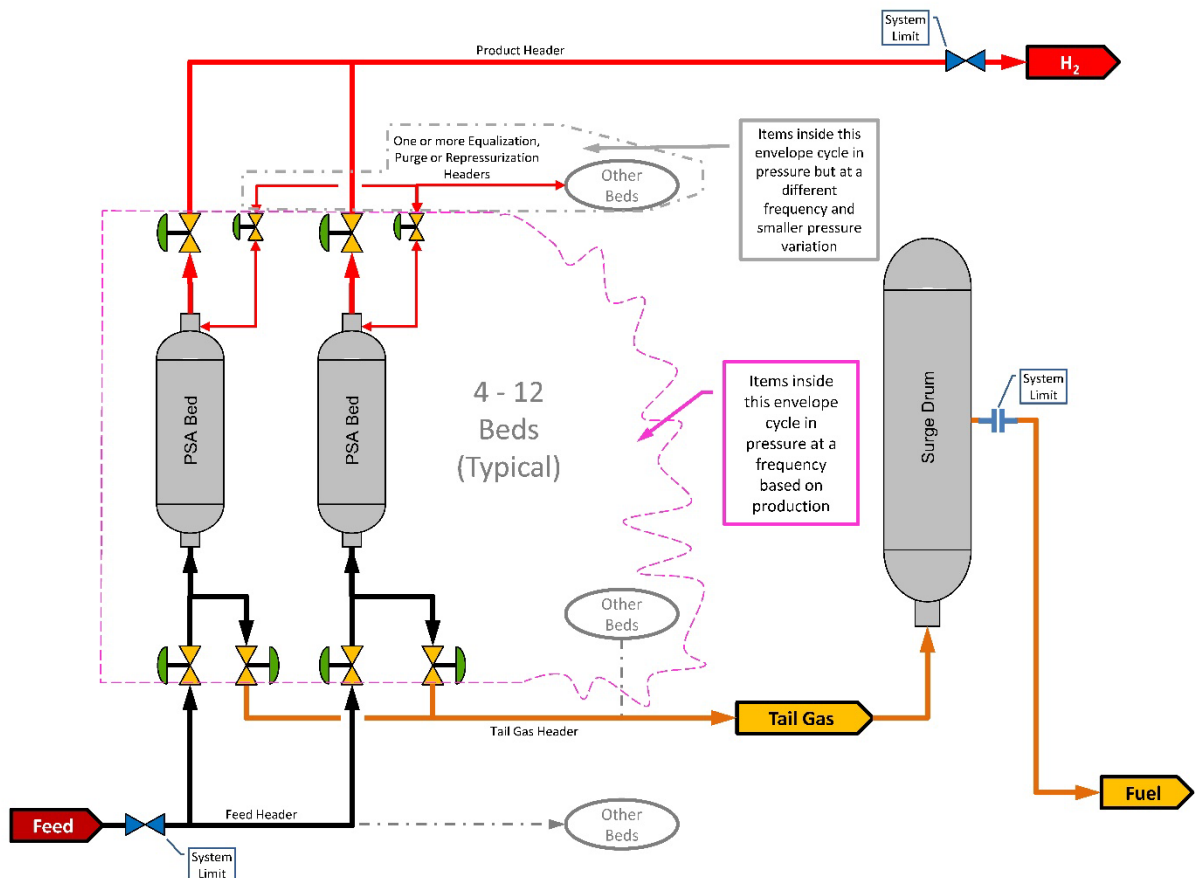 System
Limit
Product Header
H₂
One or more Equalization,
Purge or Repressurization
Headers
Other
Beds
Items inside this
envelope cycle in
pressure but at a
different
frequency and
smaller pressure
variation
PSA Bed
PSA Bed
4 - 12
Beds
(Typical)
Items inside
this envelope
cycle in
pressure at a
frequency
based on
production
Surge Drum
System
Limit
Other
Beds
Tail Gas
Tail Gas Header
Fuel
Feed
Feed Header
Other
Beds
System
Limit